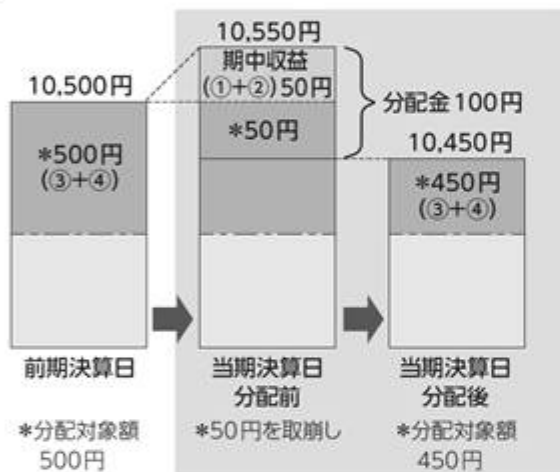 10,500円
*500円
(③+④)
前期決算日
*分配対象額
500円
10,550円
期中収益
(①+②)50円
*50円
分配金100円
当期決算日
分配前
*50円を取崩し
10,450円
*450円
(③+④)
当期決算日
分配後
*分配対象額
450円